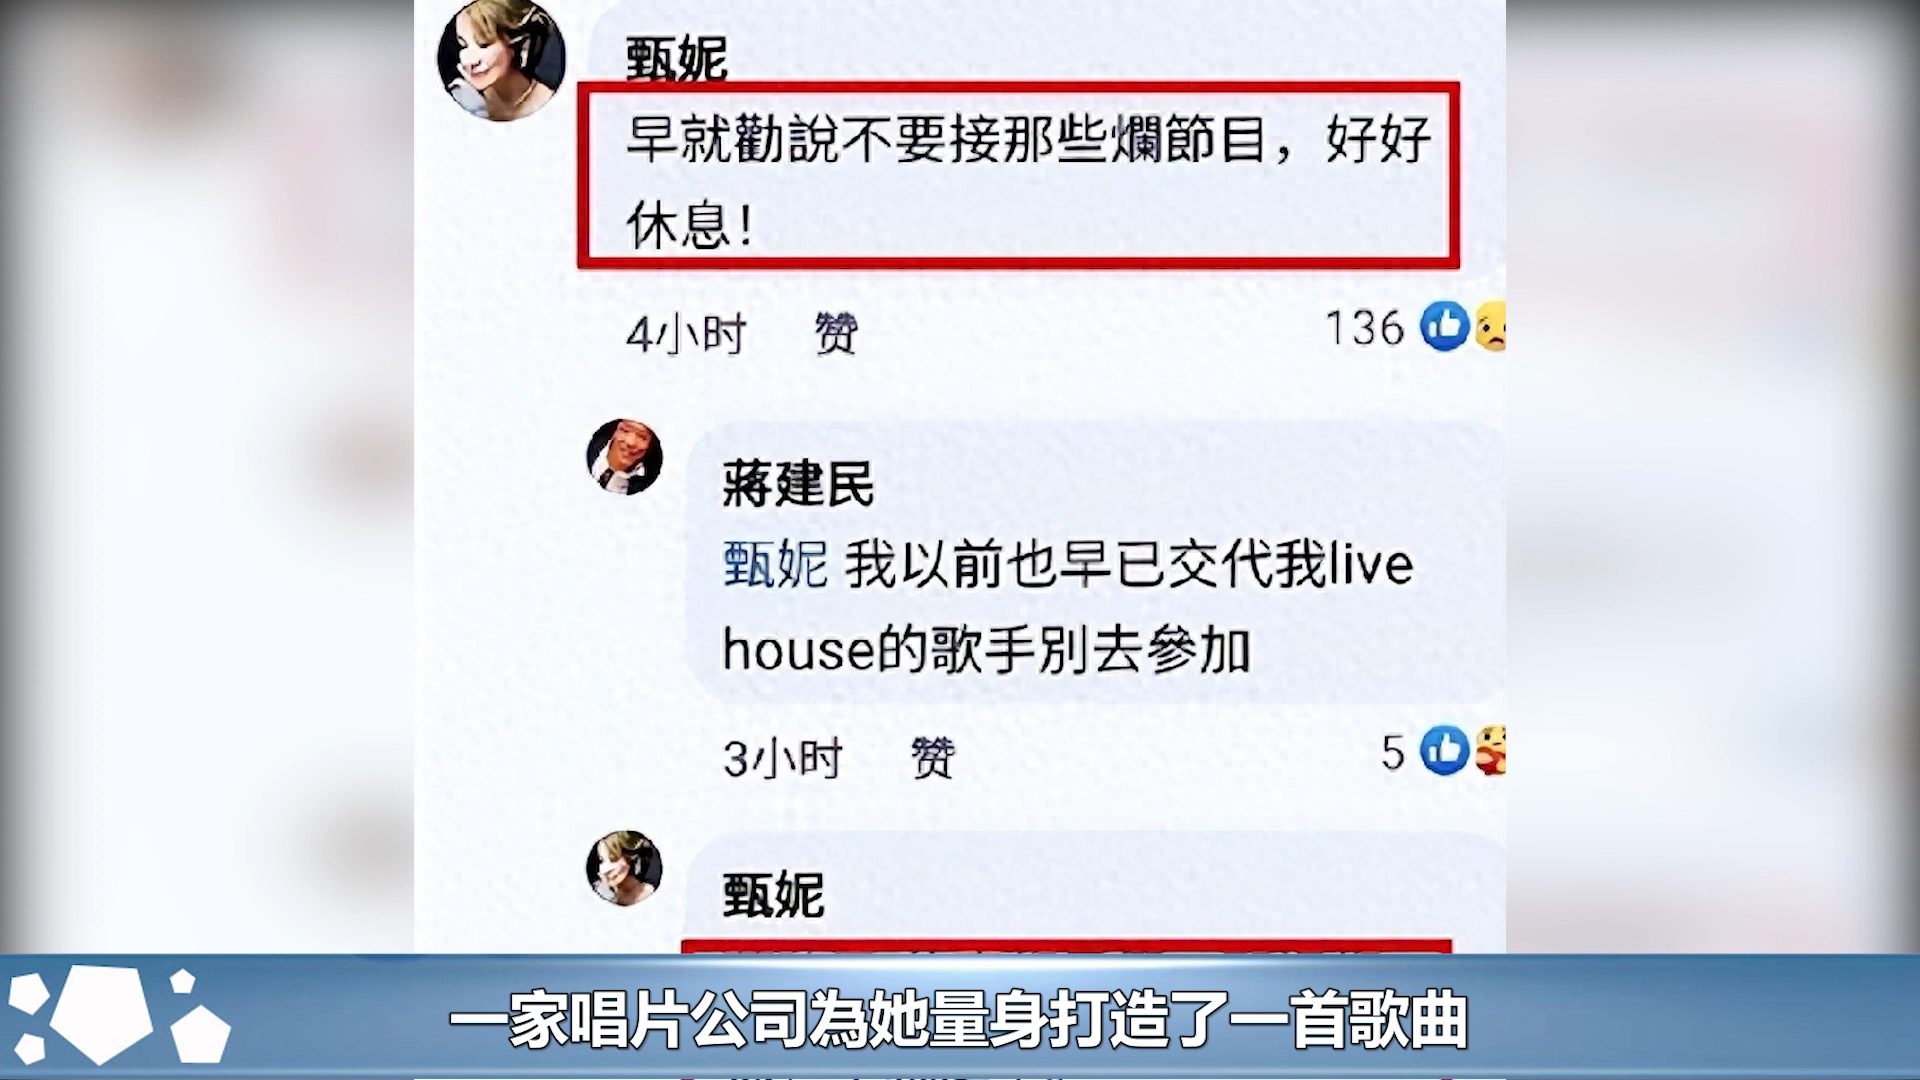 甄妮
早就勸說不要接那些爛節目，好好
休息！
4小时 赞 136
蔣建民
甄妮 我以前也早已交代我live
house的歌手別去參加
3小时 赞 5
甄妮
一家唱片公司為她量身打造了一首歌曲